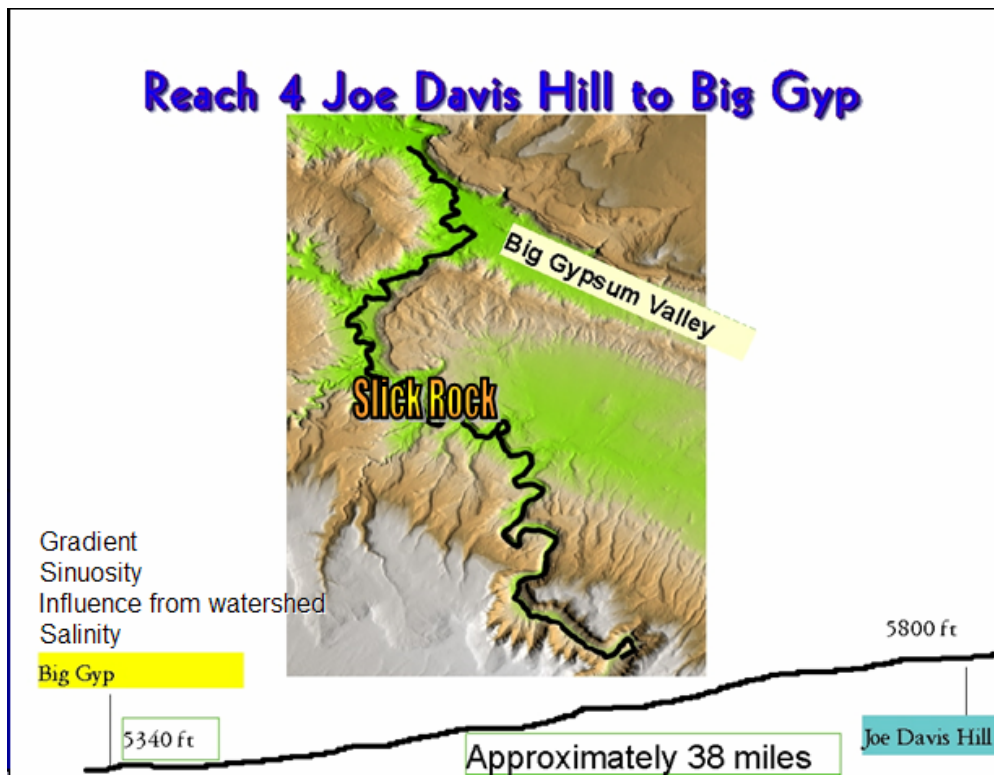 Reach 4 Joe Davis Hill to Big Gyp
Big Gypsum Valley
Slick Rock
Gradient
Sinuosity
Influence from watershed
Salinity
Big Gyp
5340 ft
Approximately 38 miles
5800 ft
Joe Davis Hill